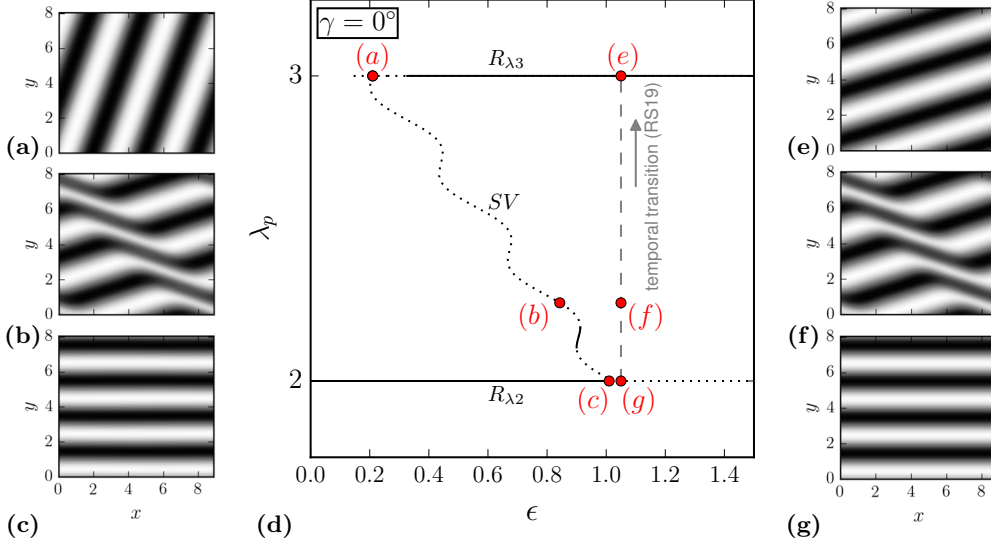 8
6
4
2
0
y
(a)
8
6
4
2
0
y
(b)
8
6
4
2
0
y
0 2 4 6 8
x
(c)
γ = 0°
3
2
λ_p
(a)
R_λ3
(e)
SV
temporal transition (RS19)
(b)
(f)
R_λ2
(c)
(g)
0.0 0.2 0.4 0.6 0.8 1.0 1.2 1.4
ϵ
(d)
8
6
4
2
0
y
(e)
8
6
4
2
0
y
(f)
8
6
4
2
0
y
0 2 4 6 8
x
(g)